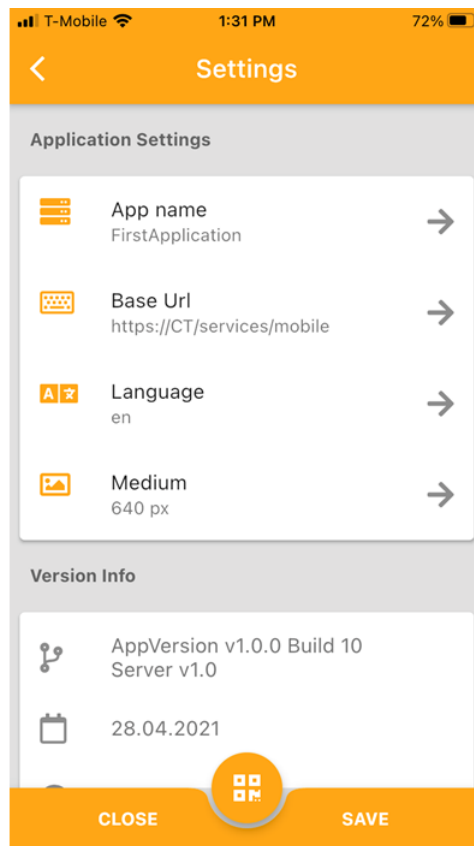 T-Mobile 1:31 PM 72%
Settings
Application Settings
App name
FirstApplication
Base Url
https://CT/services/mobile
Language
en
Medium
640 px
Version Info
AppVersion v1.0.0 Build 10
Server v1.0
28.04.2021
CLOSE SAVE